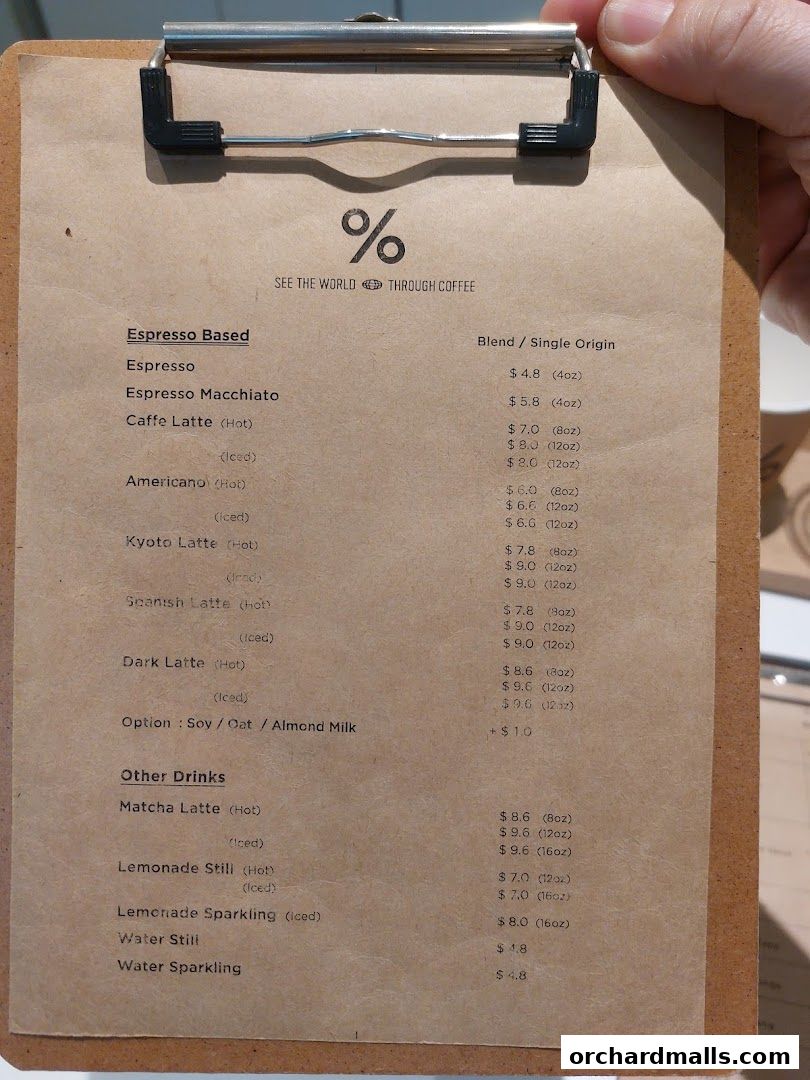 %
SEE THE WORLD THROUGH COFFEE
Espresso Based Blend / Single Origin
Espresso $ 4.8 (4oz)
Espresso Macchiato $ 5.8 (4oz)
Caffe Latte (Hot) $ 7.0 (8oz)
$ 8.0 (12oz)
(Iced) $ 8.0 (12oz)
Americano (Hot) $ 6.0 (8oz)
$ 6.6 (12oz)
(Iced) $ 6.6 (12oz)
Kyoto Latte (Hot) $ 7.8 (8oz)
$ 9.0 (12oz)
(Iced) $ 9.0 (12oz)
Spanish Latte (Hot) $ 7.8 (8oz)
$ 9.0 (12oz)
(Iced) $ 9.0 (12oz)
Dark Latte (Hot) $ 8.6 (8oz)
$ 9.6 (12oz)
(Iced) $ 9.6 (12oz)
Option : Soy / Oat / Almond Milk + $ 1.0
Other Drinks
Matcha Latte (Hot) $ 8.6 (8oz)
$ 9.6 (12oz)
(Iced) $ 9.6 (16oz)
Lemonade Still (Hot) $ 7.0 (12oz)
(Iced) $ 7.0 (16oz)
Lemonade Sparkling (Iced) $ 8.0 (16oz)
Water Still $ 4.8
Water Sparkling $ 4.8
orchardmalls.com